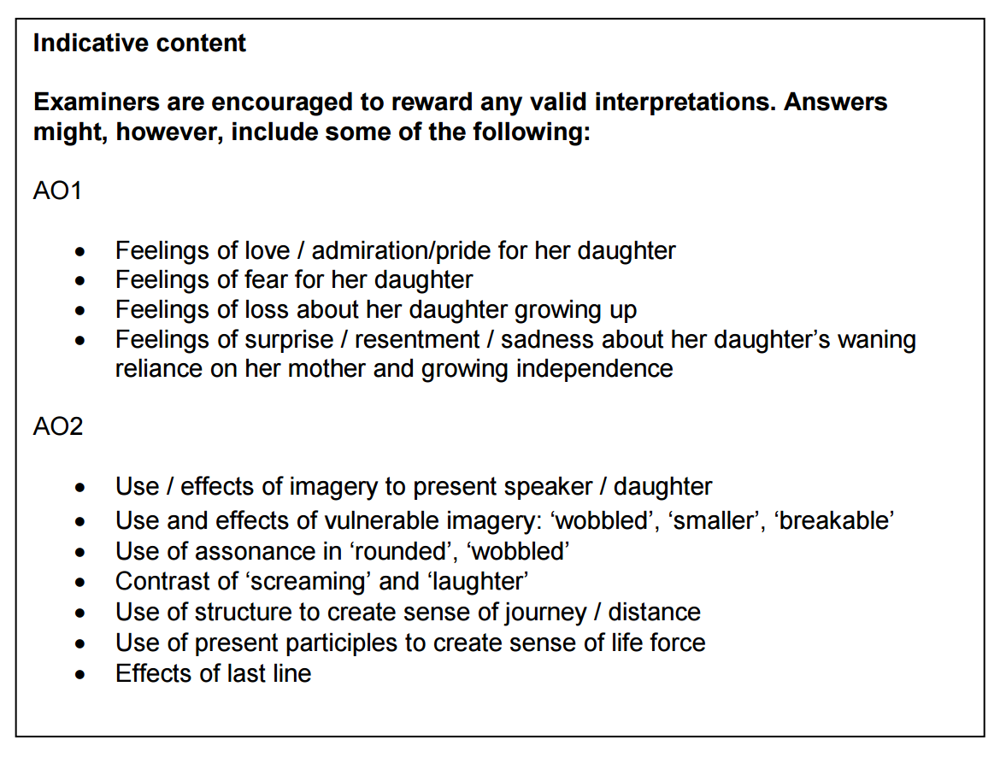 Indicative content
Examiners are encouraged to reward any valid interpretations. Answers
might, however, include some of the following:
AO1
• Feelings of love / admiration/pride for her daughter
• Feelings of fear for her daughter
• Feelings of loss about her daughter growing up
• Feelings of surprise / resentment / sadness about her daughter’s waning
reliance on her mother and growing independence
AO2
• Use / effects of imagery to present speaker / daughter
• Use and effects of vulnerable imagery: ‘wobbled’, ‘smaller’, ‘breakable’
• Use of assonance in ‘rounded’, ‘wobbled’
• Contrast of ‘screaming’ and ‘laughter’
• Use of structure to create sense of journey / distance
• Use of present participles to create sense of life force
• Effects of last line